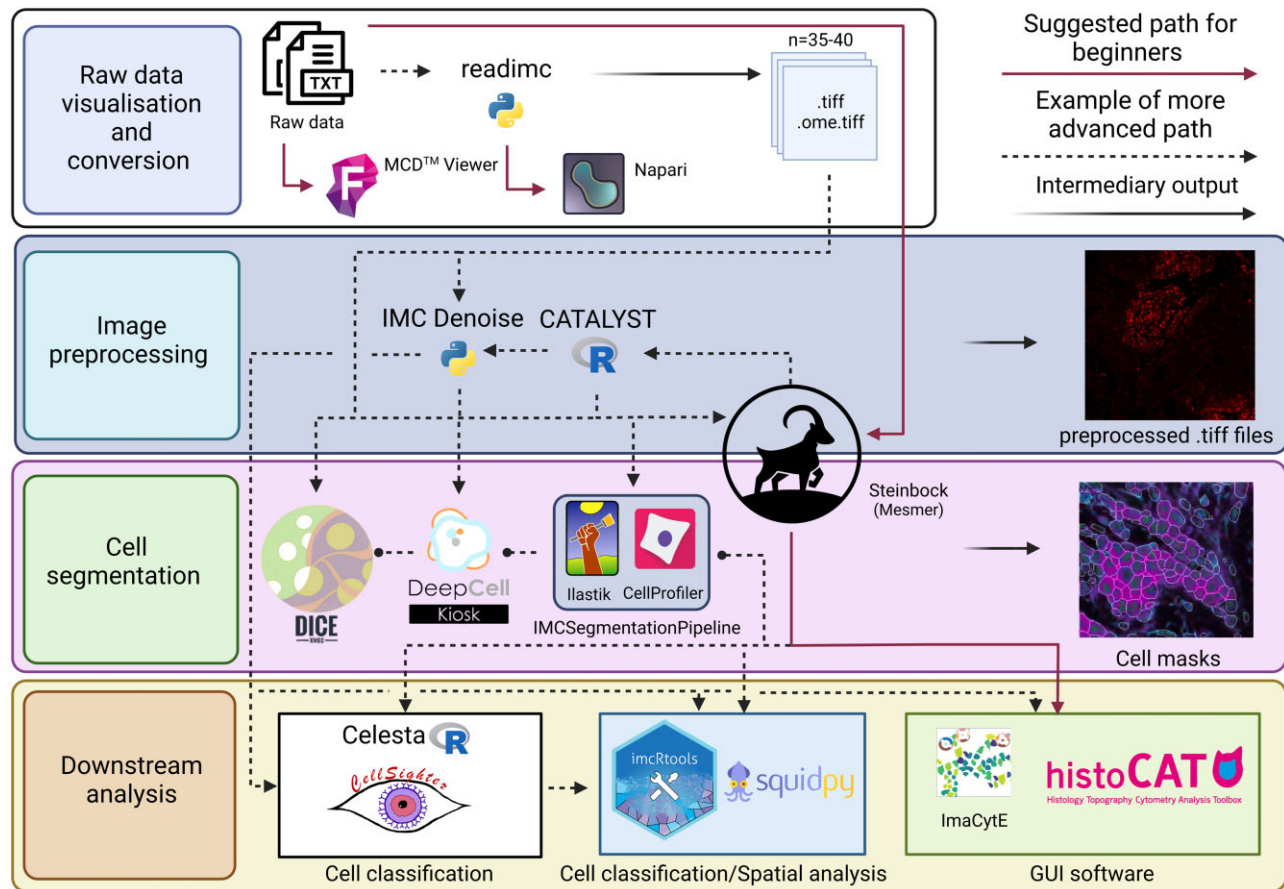 Raw data
visualisation
and
conversion
TXT
Raw data
readimc
n=35-40
.tiff
.ome.tiff
F
MCD™ Viewer
Napari
Suggested path for
beginners
Example of more
advanced path
Intermediary output
Image
preprocessing
IMC Denoise
CATALYST
R
preprocessed .tiff files
Cell
segmentation
DICE
XMBD
DeepCell
Kiosk
Ilastik
CellProfiler
IMCSegmentationPipeline
Steinbock
(Mesmer)
Cell masks
Downstream
analysis
Celesta
R
CellSighter
Cell classification
imcRtools
squidpy
Cell classification/Spatial analysis
ImaCytE
histoCAT
Histology Topography Cytometry Analysis Toolbox
GUI software